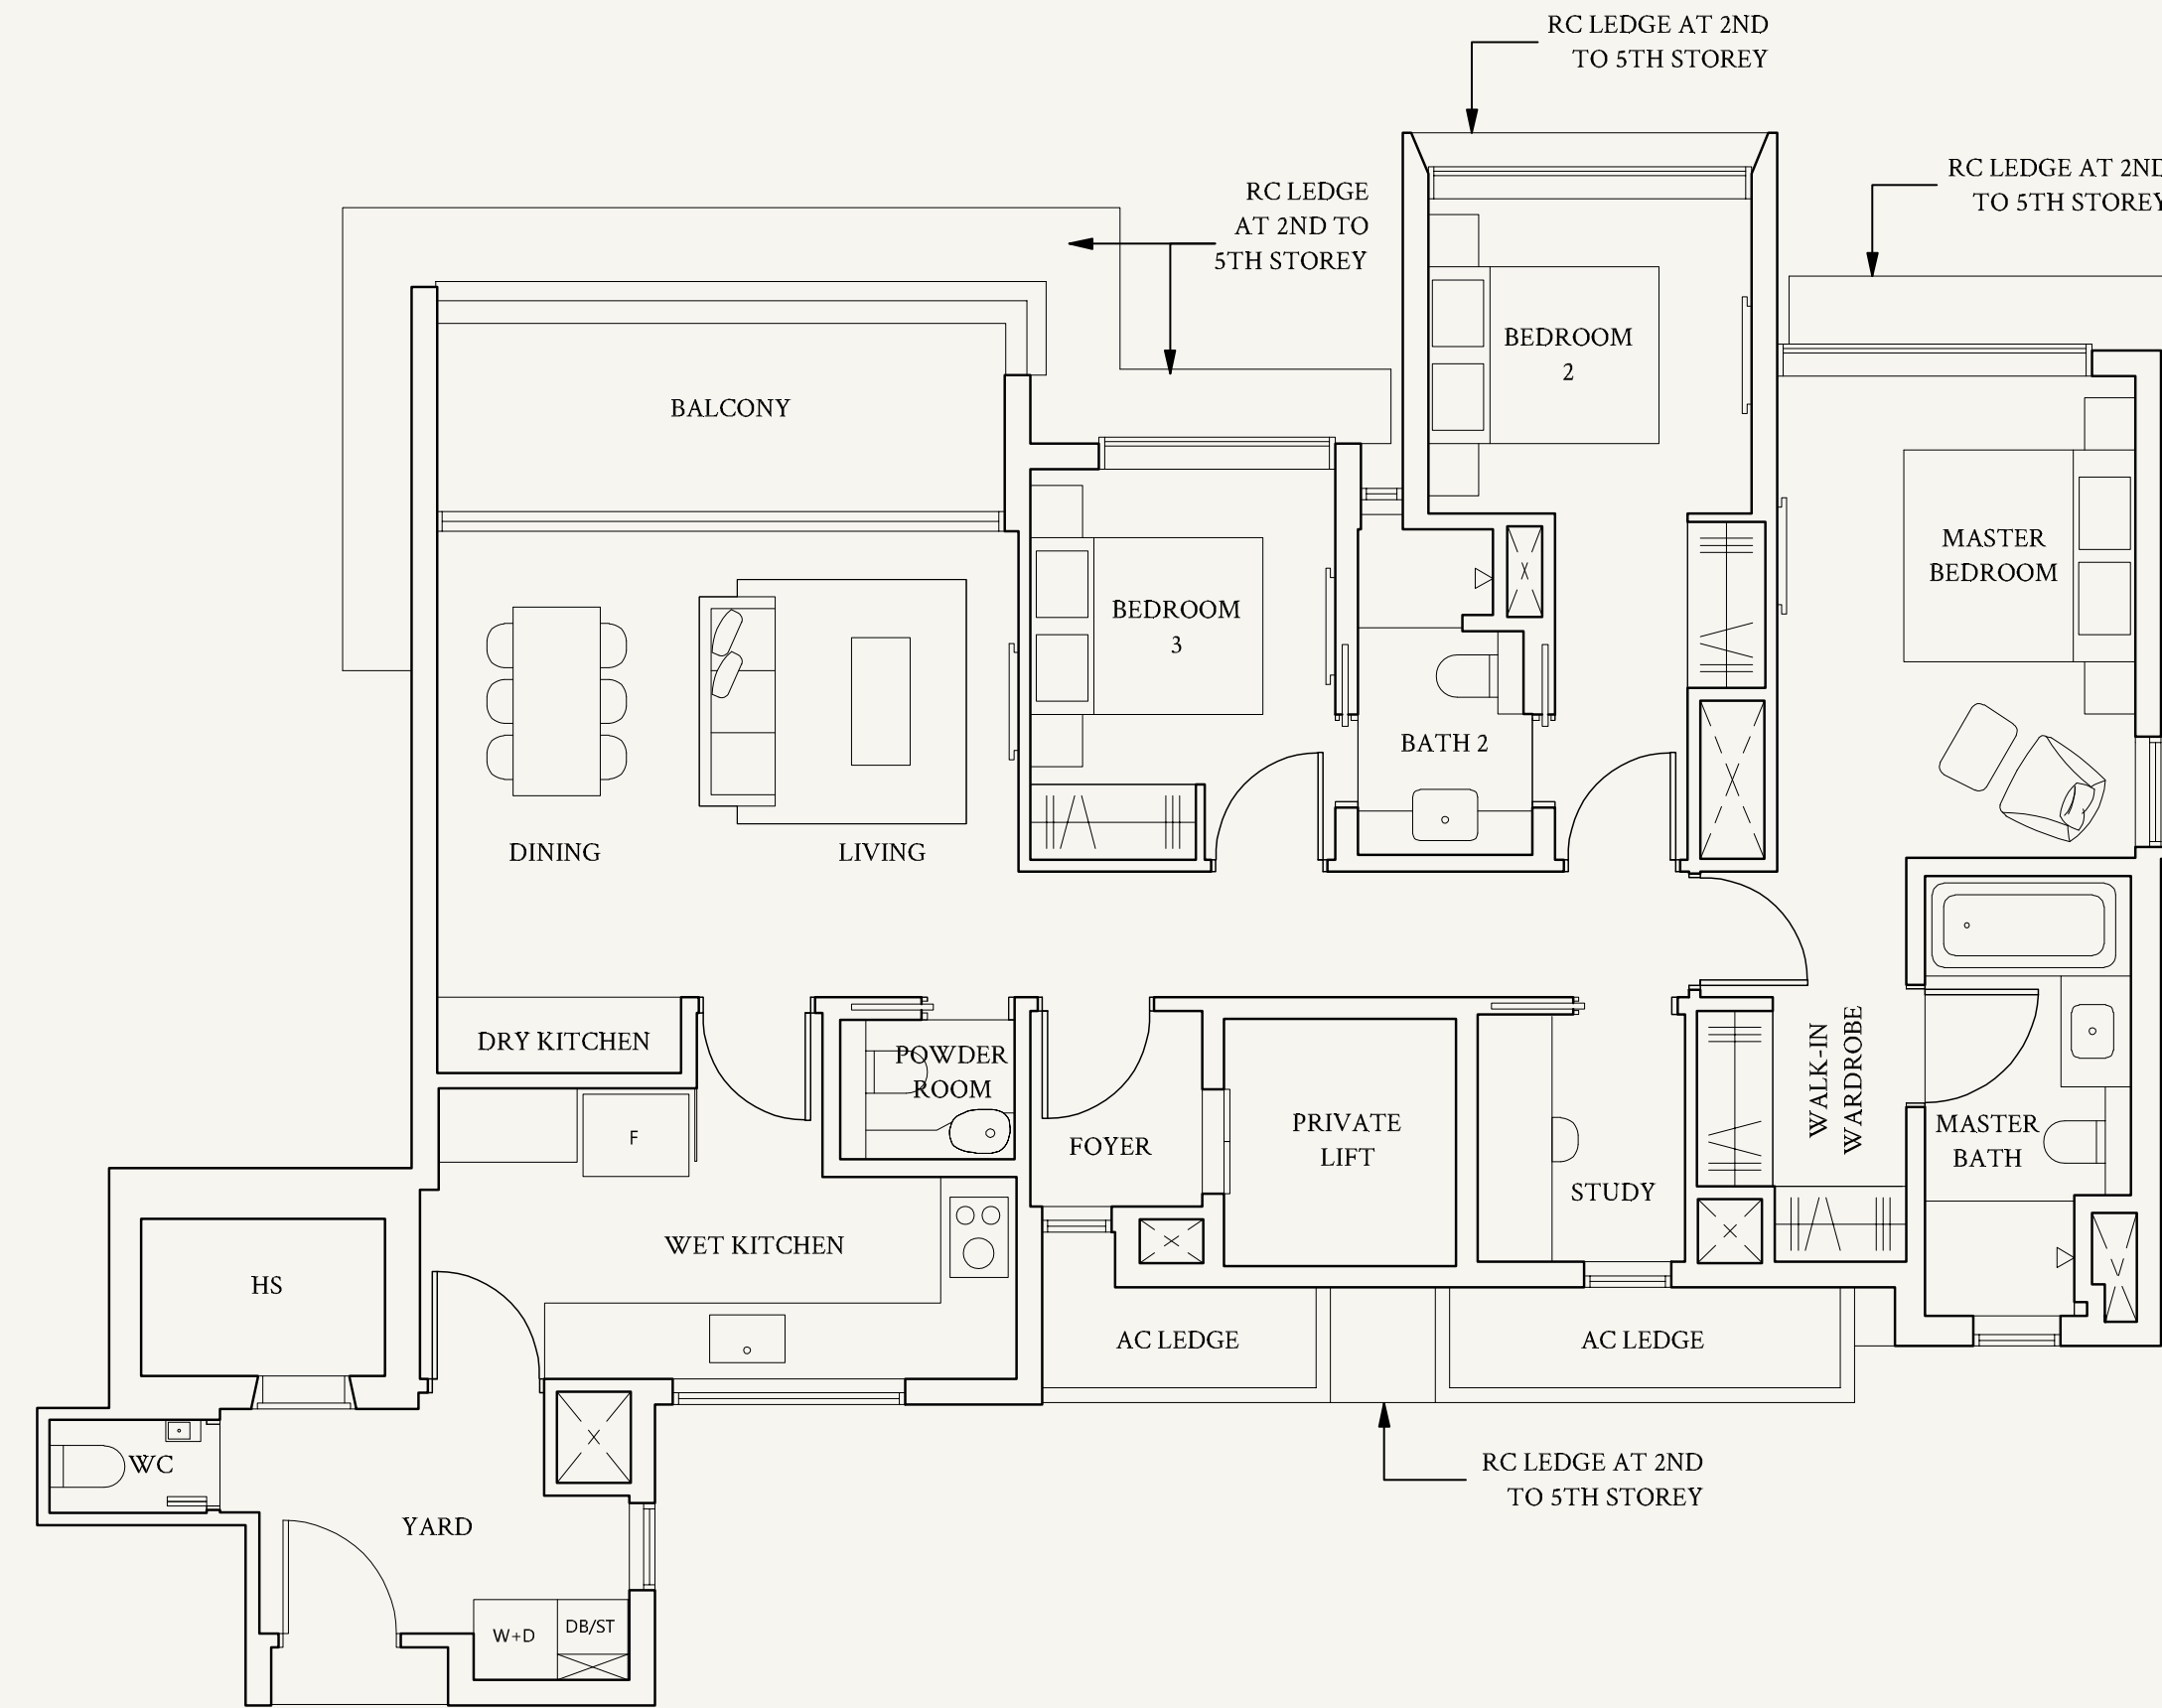 RC LEDGE AT 2ND
TO 5TH STOREY
RC LEDGE AT 2ND
TO 5TH STOREY
RC LEDGE
AT 2ND TO
5TH STOREY
BEDROOM
2
BALCONY
MASTER
BEDROOM
BEDROOM
3
BATH 2
DINING
LIVING
DRY KITCHEN
POWDER
ROOM
WALK-IN
WARDROBE
F
FOYER
PRIVATE
LIFT
MASTER
BATH
STUDY
WET KITCHEN
HS
AC LEDGE
AC LEDGE
WC
RC LEDGE AT 2ND
TO 5TH STOREY
YARD
W+D
DB/ST